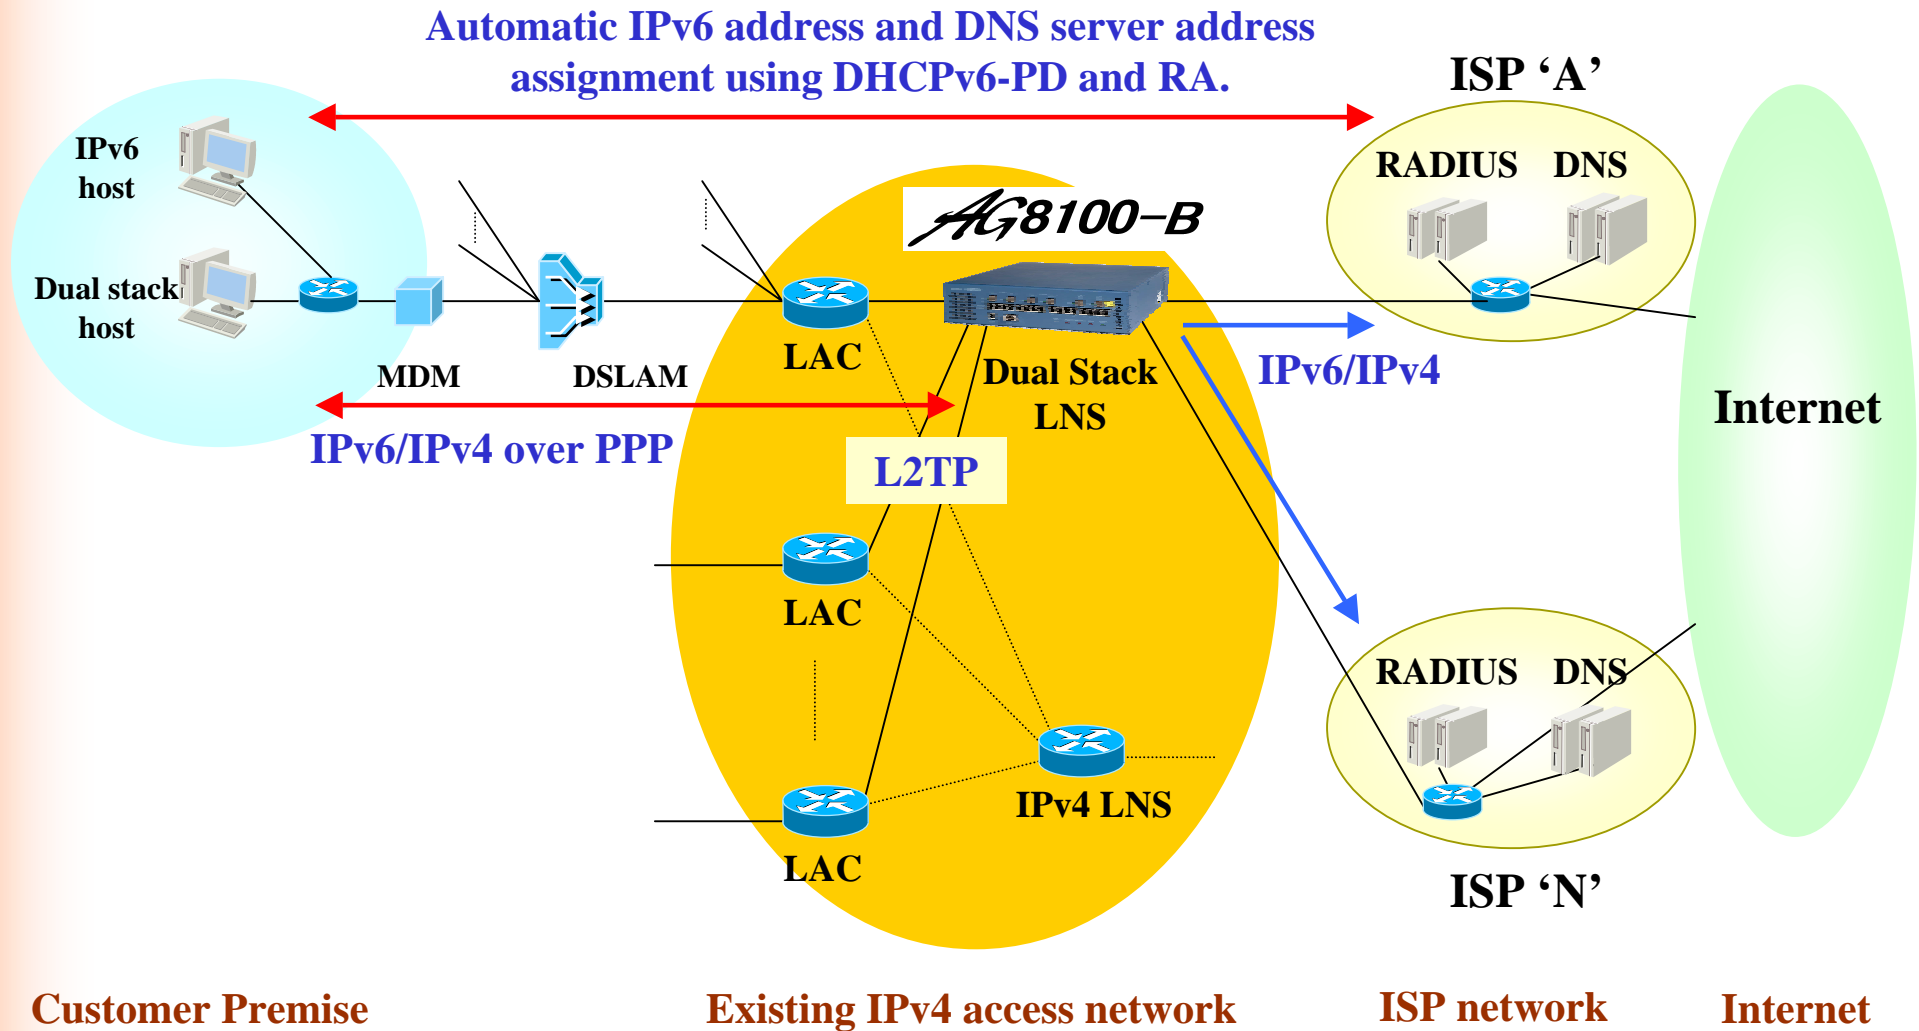 Automatic IPv6 address and DNS server address
assignment using DHCPv6-PD and RA.
ISP ‘A’
IPv6
host
RADIUS DNS
AG8100-B
Dual stack
host
MDM
DSLAM
LAC
Dual Stack
LNS
IPv6/IPv4
Internet
IPv6/IPv4 over PPP
L2TP
LAC
RADIUS DNS
IPv4 LNS
LAC
ISP ‘N’
Customer Premise
Existing IPv4 access network
ISP network
Internet